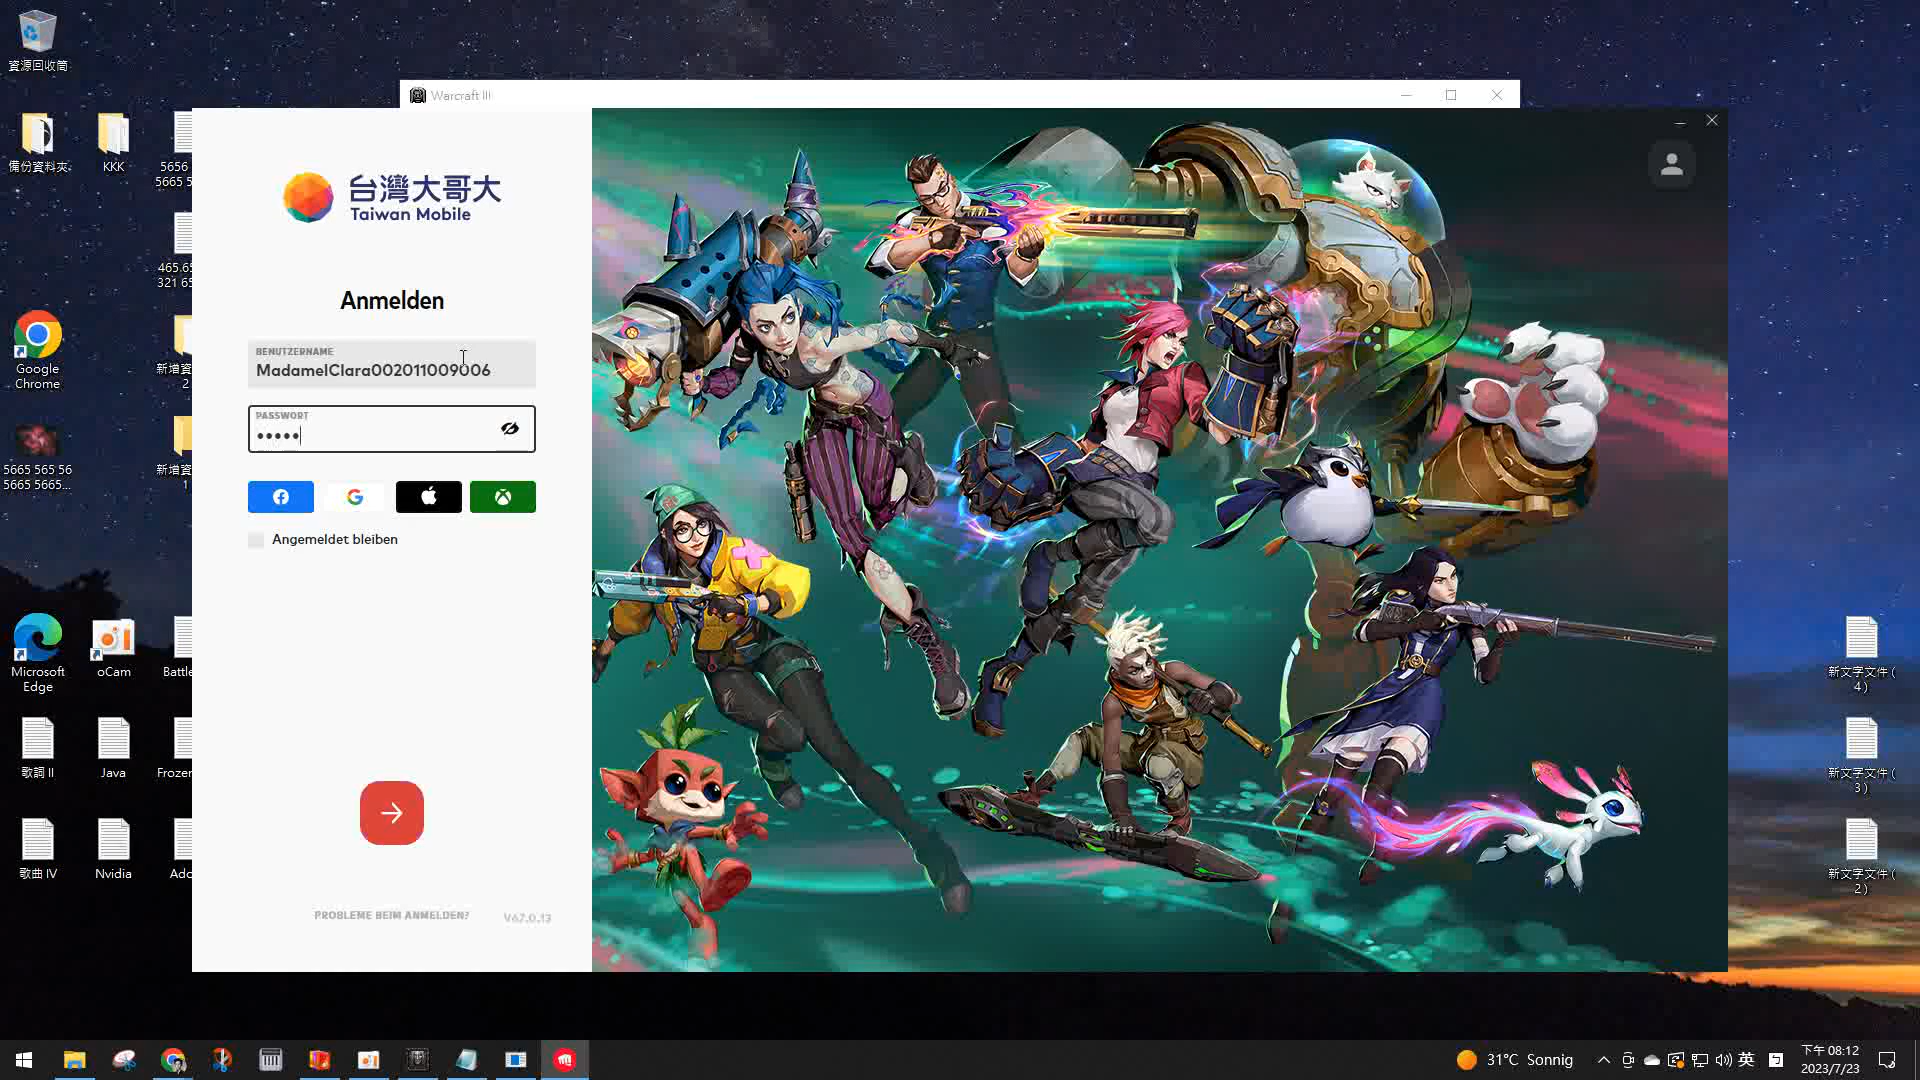 資源回收筒
Warcraft III
備份資料夾
KKK
5656
5665 5
台灣大哥大
Taiwan Mobile
465.65
321 65
Anmelden
BENUTZERNAME
MadamelClara002011009006
Google
Chrome
新增資
2
PASSWORT
5665 565 56
5665 5665...
新增資
1
Angemeldet bleiben
Microsoft
Edge
oCam
Battle
新文字文件 (
4)
歌詞 II
Java
Frozen
新文字文件 (
3)
歌曲 IV
Nvidia
Ado
新文字文件 (
2)
PROBLEME BEIM ANMELDEN?
V67.0.13
31°C Sonnig
英
下午 08:12
2023/7/23